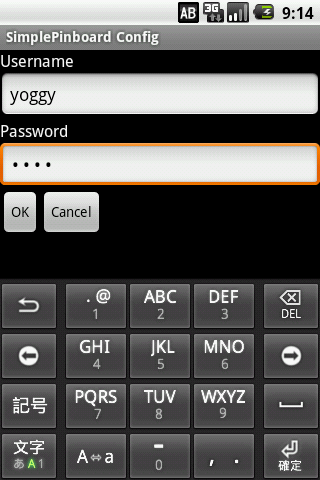 AB 3G 9:14
SimplePinboard Config
Username
yoggy
Password
••••
OK Cancel
. @ ABC DEF DEL
1 2 3
GHI JKL MNO
4 5 6
記号 PQRS TUV WXYZ
7 8 9
文字 A⇔a - , . 確定
あA1 0